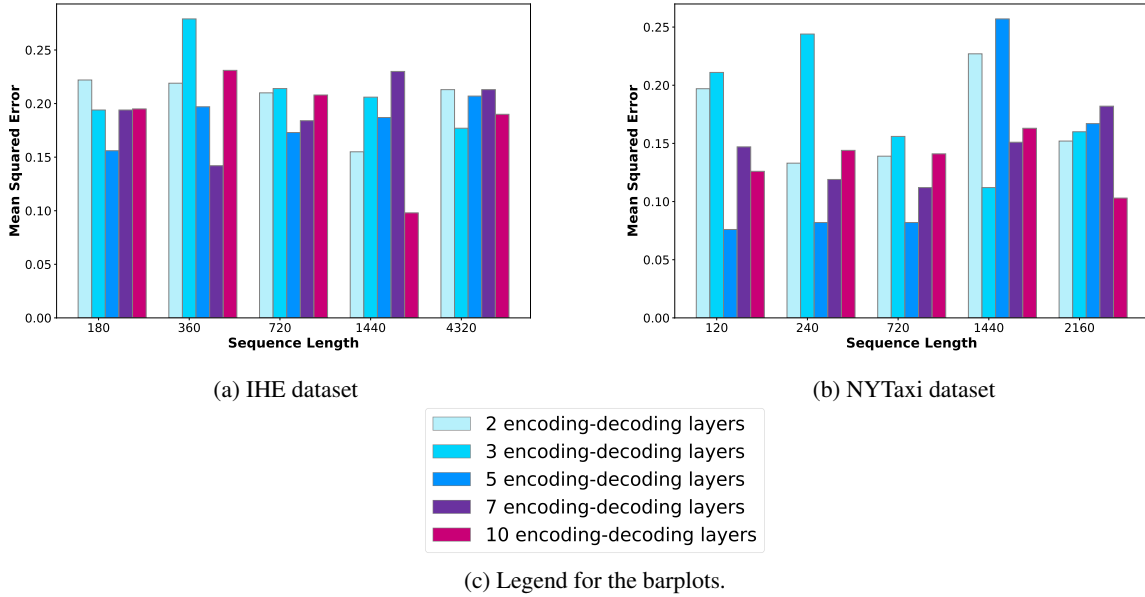 Mean Squared Error
0.25
0.20
0.15
0.10
0.05
0.00
180 360 720 1440 4320
Sequence Length
(a) IHE dataset
Mean Squared Error
0.25
0.20
0.15
0.10
0.05
0.00
120 240 720 1440 2160
Sequence Length
(b) NYTaxi dataset
2 encoding-decoding layers
3 encoding-decoding layers
5 encoding-decoding layers
7 encoding-decoding layers
10 encoding-decoding layers
(c) Legend for the barplots.